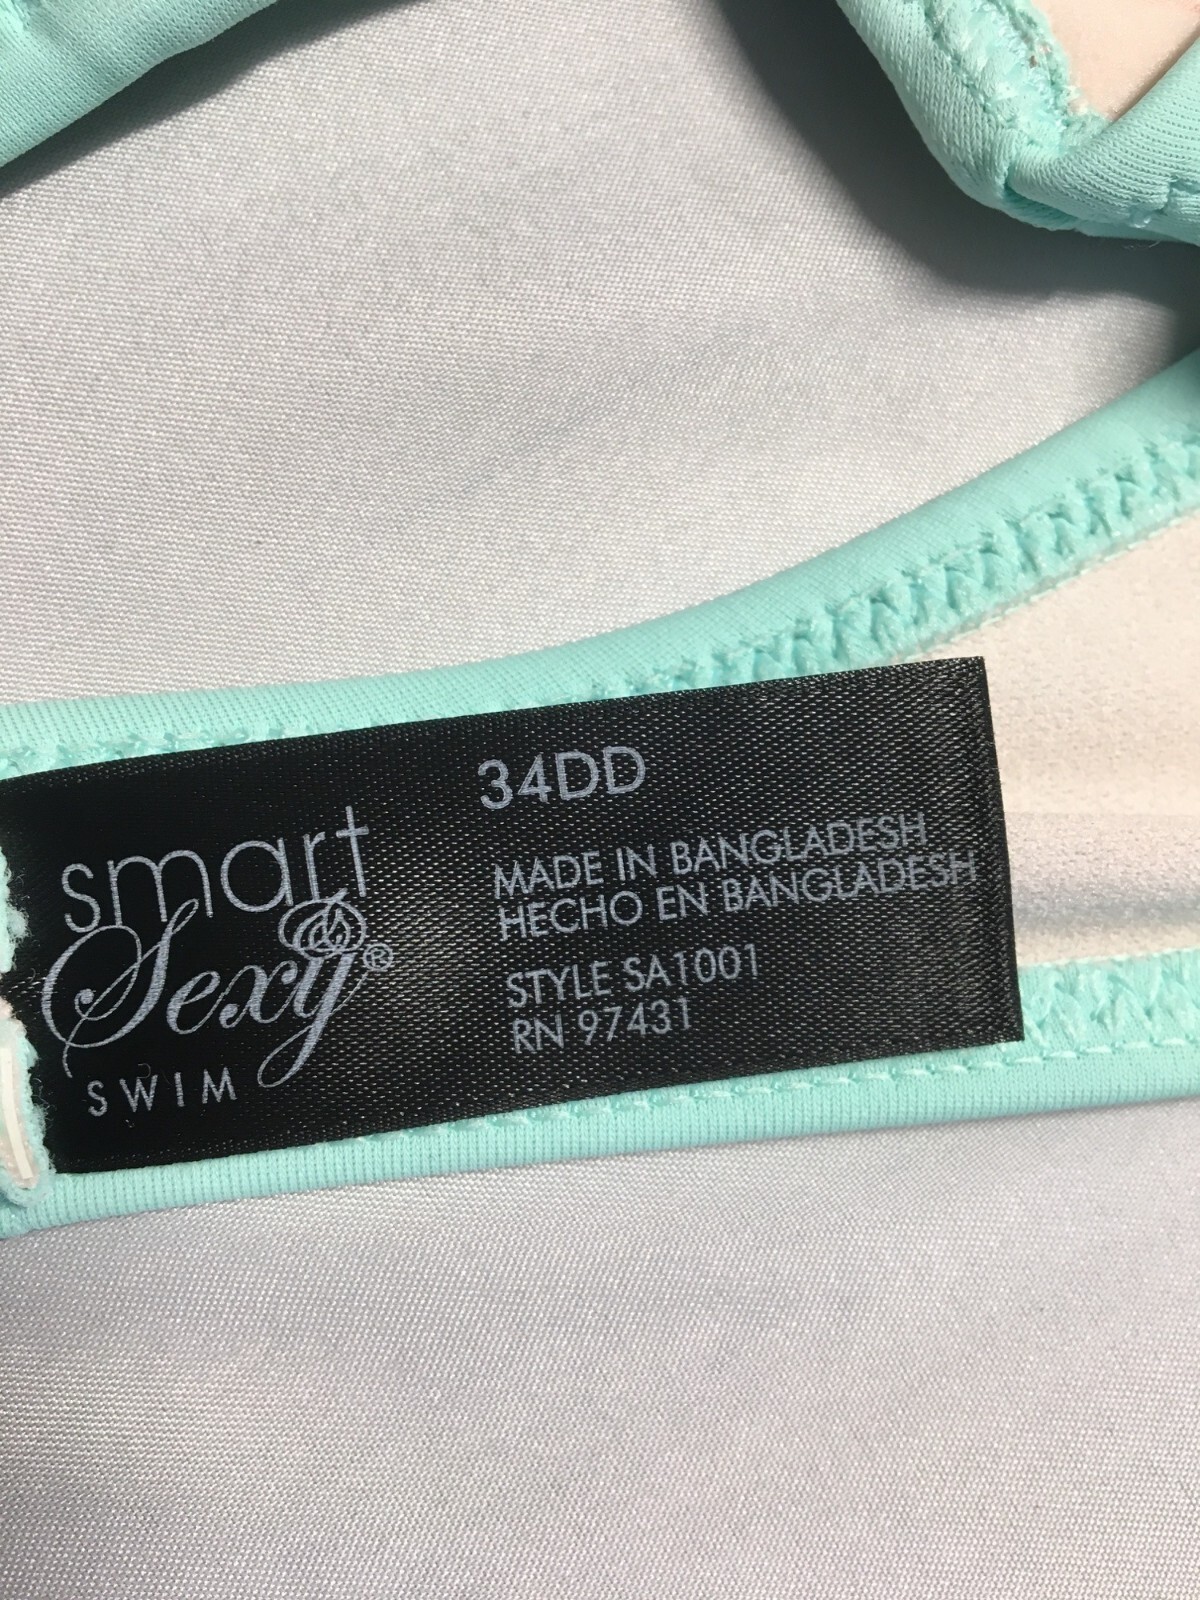 smart
& Sexy®
SWIM
34DD
MADE IN BANGLADESH
HECHO EN BANGLADESH
STYLE SA1001
RN 97431